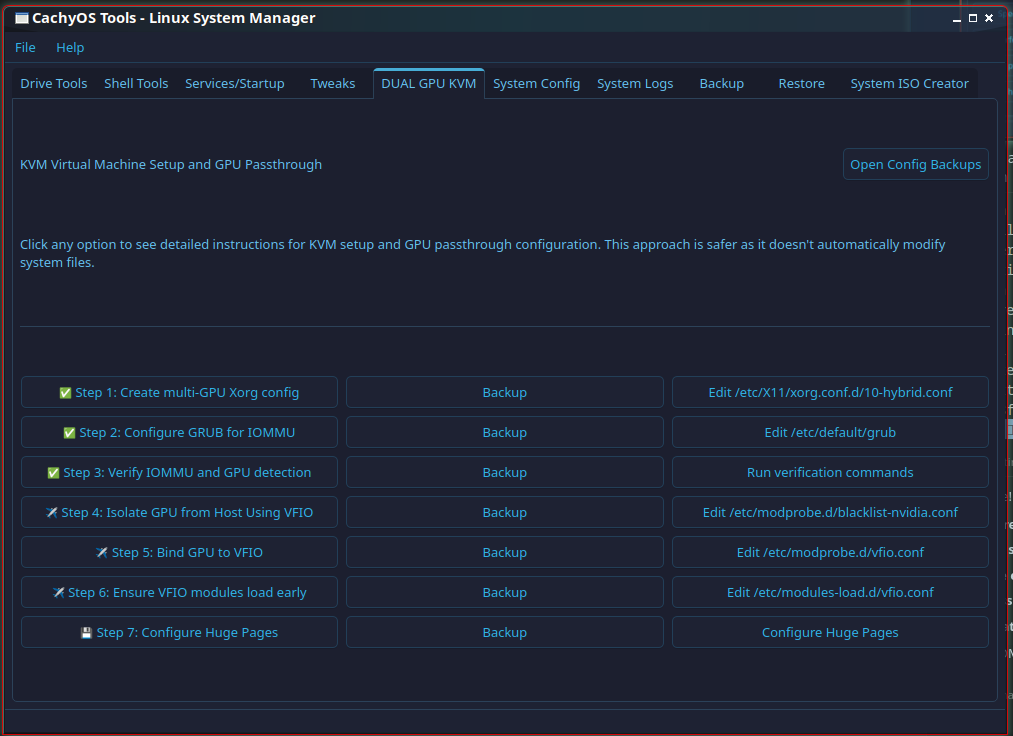 CachyOS Tools - Linux System Manager
File Help
Drive Tools Shell Tools Services/Startup Tweaks DUAL GPU KVM System Config System Logs Backup Restore System ISO Creator
KVM Virtual Machine Setup and GPU Passthrough Open Config Backups
Click any option to see detailed instructions for KVM setup and GPU passthrough configuration. This approach is safer as it doesn't automatically modify
system files.
✅ Step 1: Create multi-GPU Xorg config Backup Edit /etc/X11/xorg.conf.d/10-hybrid.conf
✅ Step 2: Configure GRUB for IOMMU Backup Edit /etc/default/grub
✅ Step 3: Verify IOMMU and GPU detection Backup Run verification commands
Step 4: Isolate GPU from Host Using VFIO Backup Edit /etc/modprobe.d/blacklist-nvidia.conf
Step 5: Bind GPU to VFIO Backup Edit /etc/modprobe.d/vfio.conf
Step 6: Ensure VFIO modules load early Backup Edit /etc/modules-load.d/vfio.conf
💾 Step 7: Configure Huge Pages Backup Configure Huge Pages